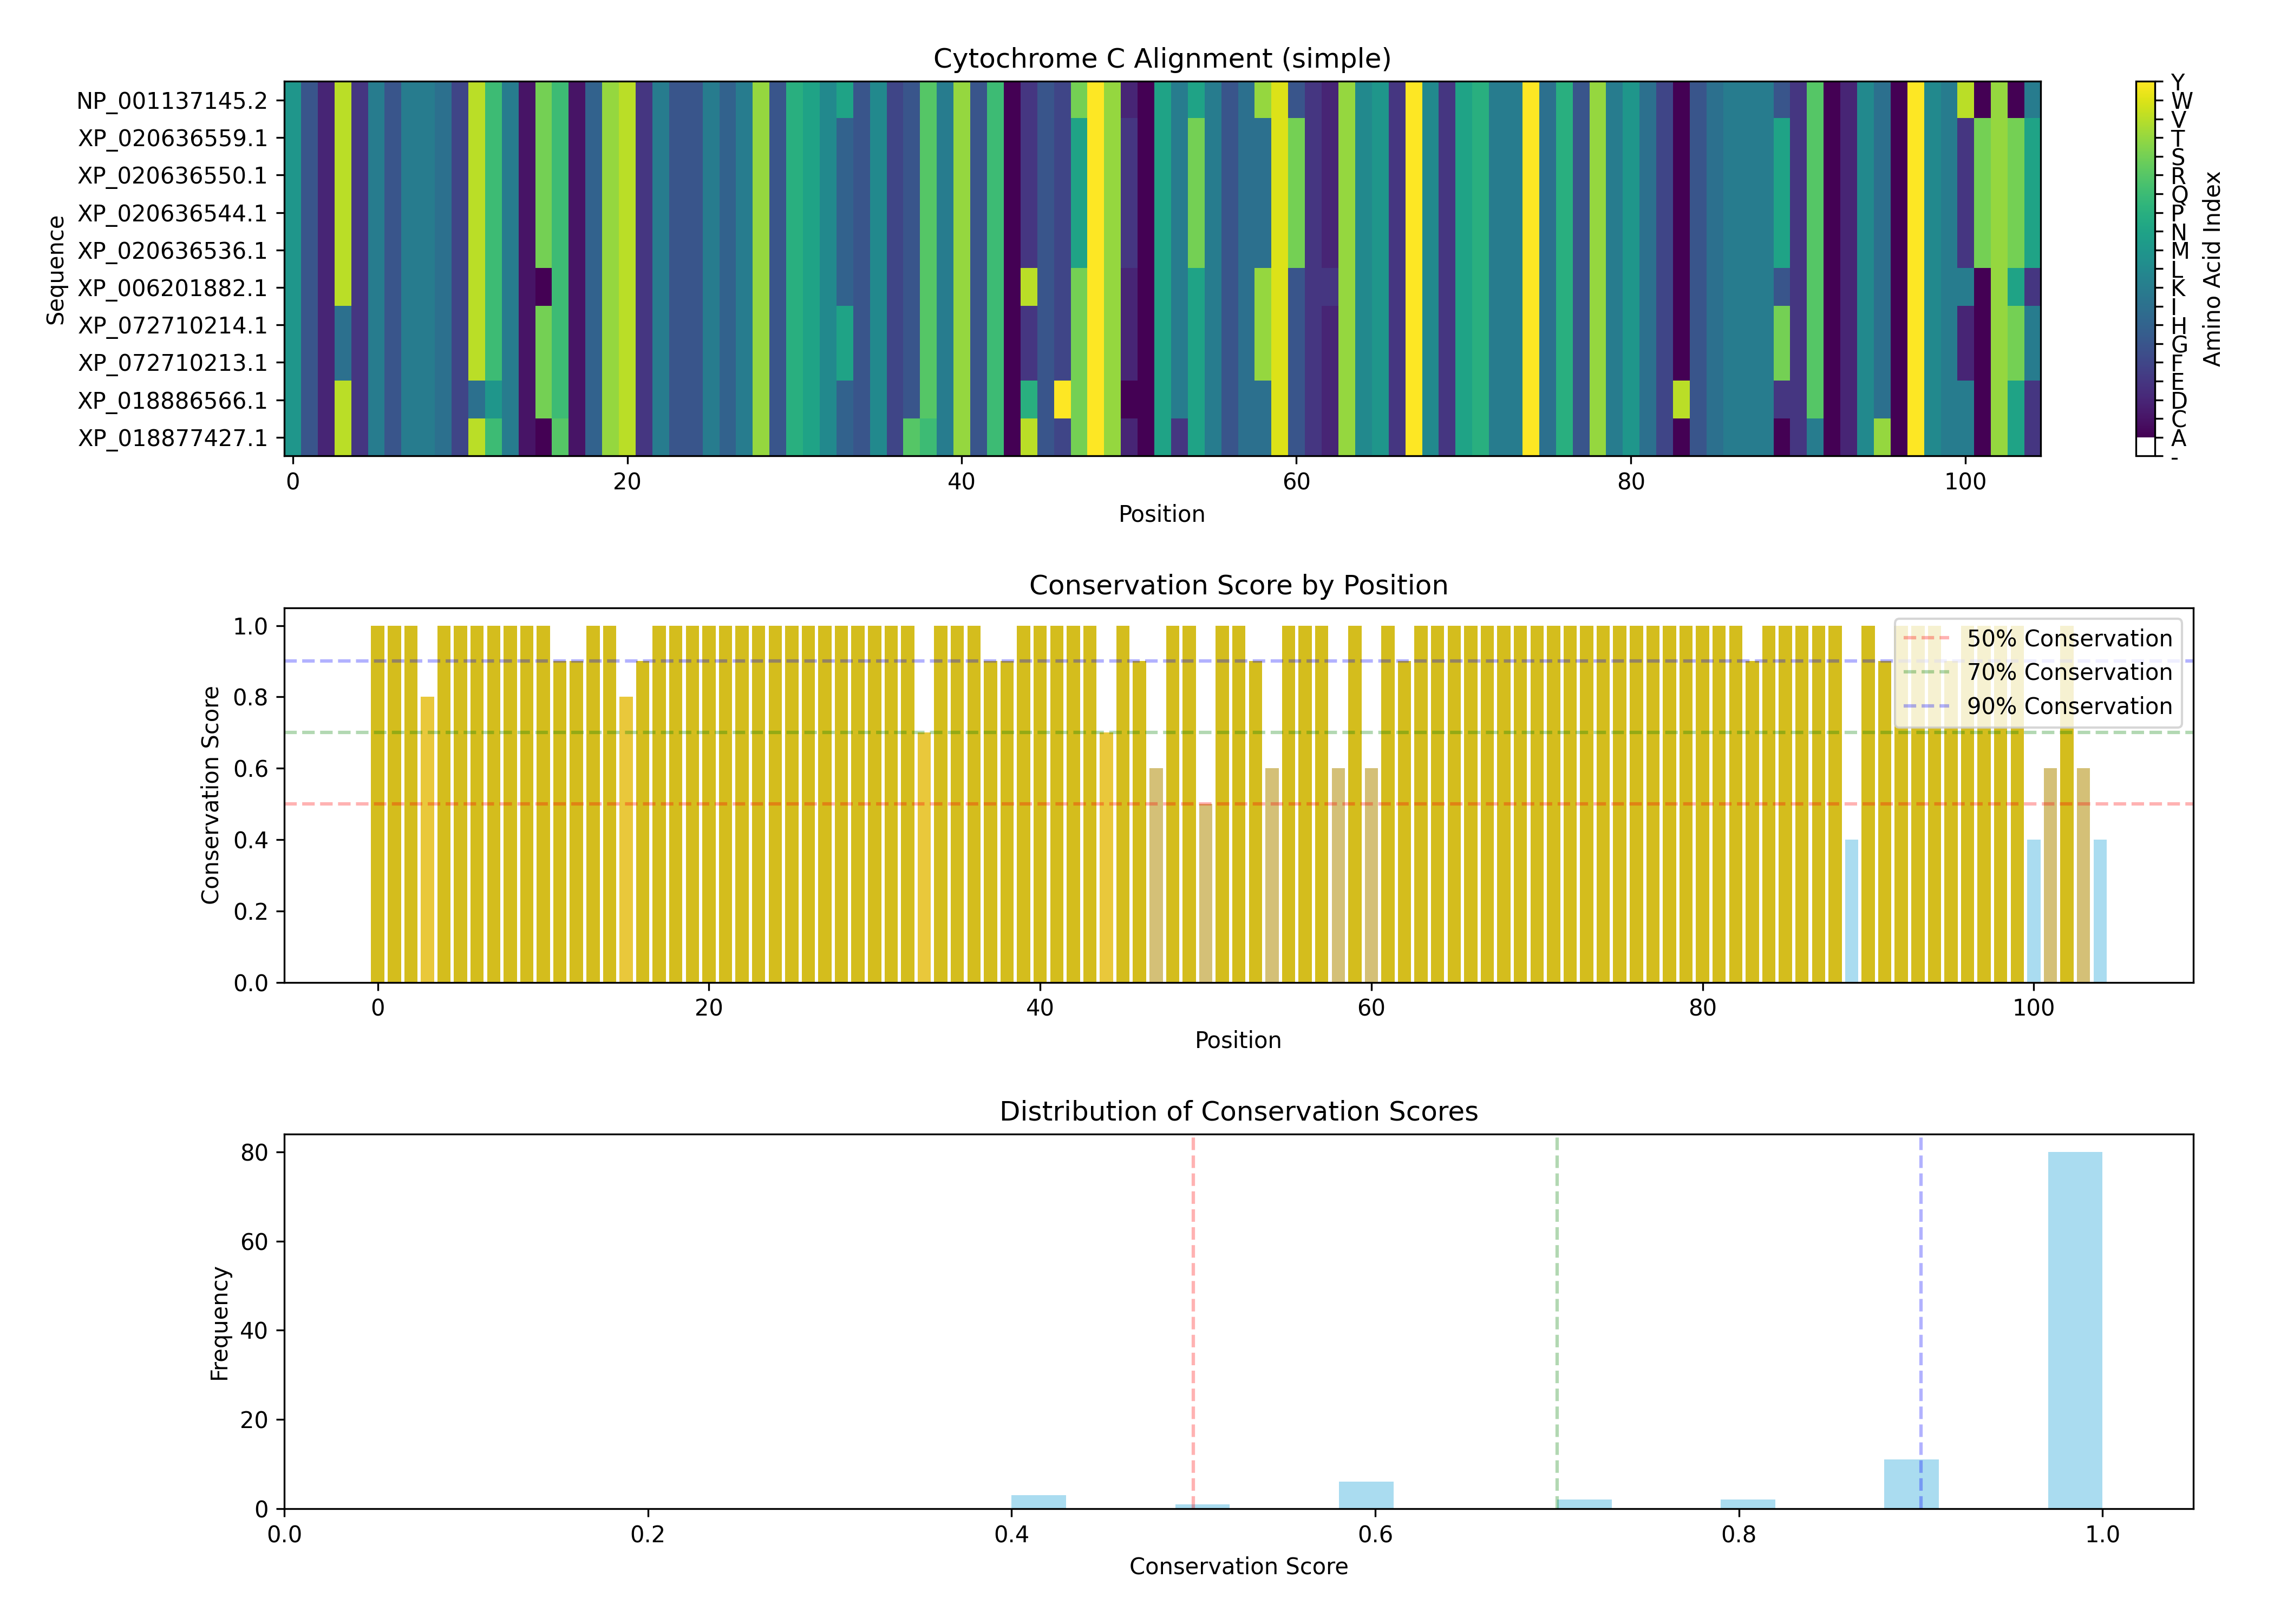 Cytochrome C Alignment (simple)
Sequence
NP_001137145.2
XP_020636559.1
XP_020636550.1
XP_020636544.1
XP_020636536.1
XP_006201882.1
XP_072710214.1
XP_072710213.1
XP_018886566.1
XP_018877427.1
0 20 40 60 80 100
Position
Y
W
V
T
S
R
Q
P
N
M
L
K
I
H
G
F
E
D
C
A
-
Amino Acid Index
Conservation Score by Position
Conservation Score
1.0
0.8
0.6
0.4
0.2
0.0
50% Conservation
70% Conservation
90% Conservation
0 20 40 60 80 100
Position
Distribution of Conservation Scores
Frequency
80
60
40
20
0
0.0 0.2 0.4 0.6 0.8 1.0
Conservation Score